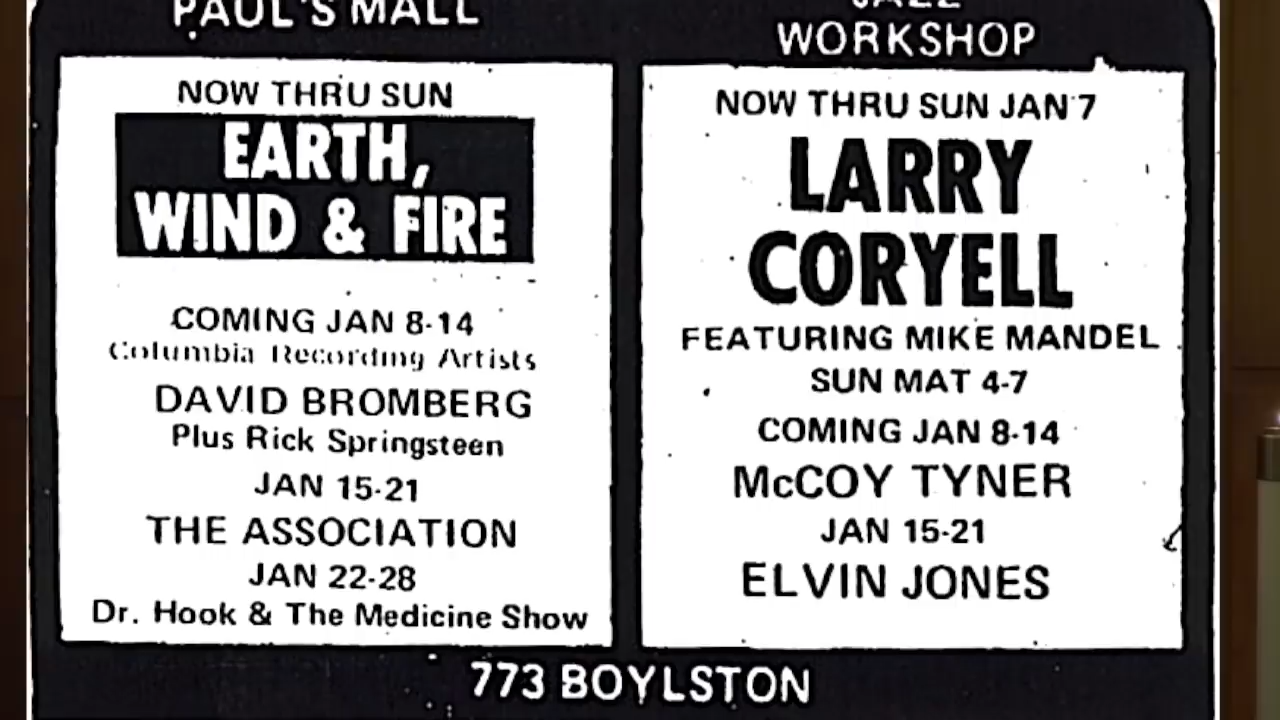 PAUL'S MALL
NOW THRU SUN
EARTH,
WIND & FIRE
COMING JAN 8-14
Columbia Recording Artists
DAVID BROMBERG
Plus Rick Springsteen
JAN 15-21
THE ASSOCIATION
JAN 22-28
Dr. Hook & The Medicine Show
JAZZ
WORKSHOP
NOW THRU SUN JAN 7
LARRY
CORYELL
FEATURING MIKE MANDEL
SUN MAT 4-7
COMING JAN 8-14
McCOY TYNER
JAN 15-21
ELVIN JONES
773 BOYLSTON